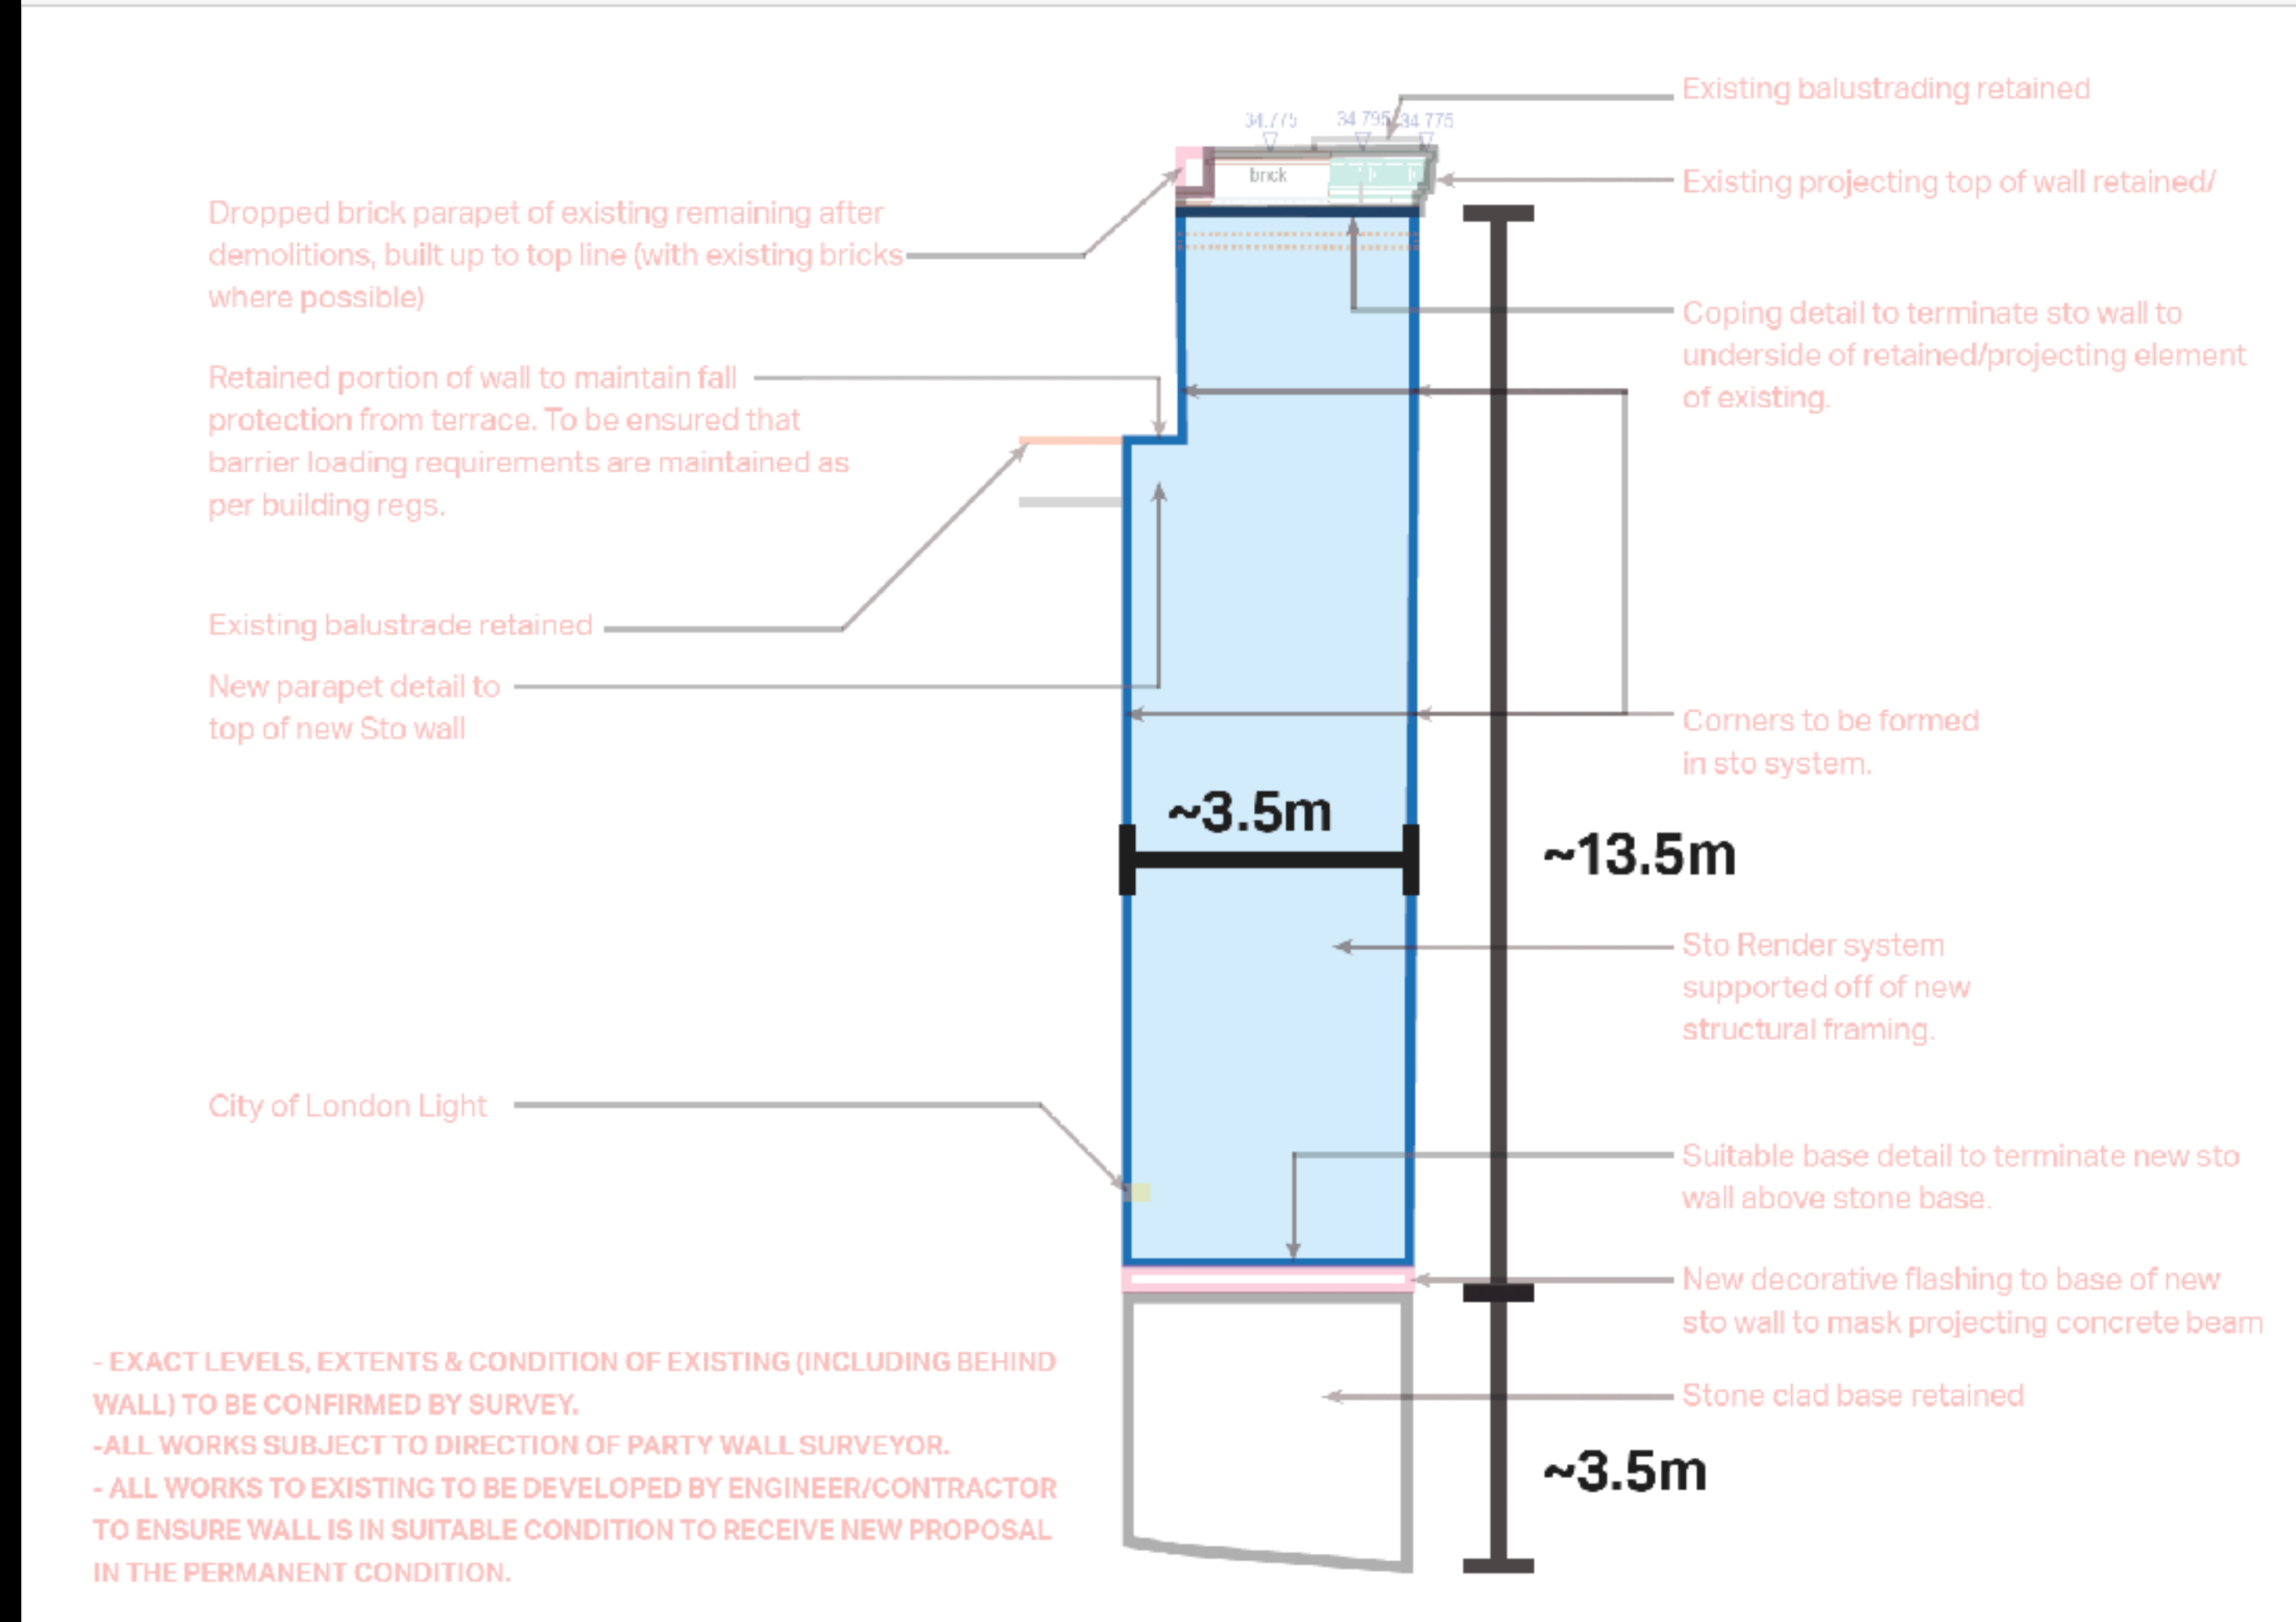 Existing balustrading retained
34.775
34.795
34.775
brick
Existing projecting top of wall retained/
Dropped brick parapet of existing remaining after
demolitions, built up to top line (with existing bricks
where possible)
Coping detail to terminate sto wall to
underside of retained/projecting element
of existing.
Retained portion of wall to maintain fall
protection from terrace. To be ensured that
barrier loading requirements are maintained as
per building regs.
Existing balustrade retained
New parapet detail to
top of new Sto wall
Corners to be formed
in sto system.
~3.5m
~13.5m
Sto Render system
supported off of new
structural framing.
City of London Light
Suitable base detail to terminate new sto
wall above stone base.
New decorative flashing to base of new
sto wall to mask projecting concrete beam
Stone clad base retained
~3.5m
- EXACT LEVELS, EXTENTS & CONDITION OF EXISTING (INCLUDING BEHIND
WALL) TO BE CONFIRMED BY SURVEY.
-ALL WORKS SUBJECT TO DIRECTION OF PARTY WALL SURVEYOR.
- ALL WORKS TO EXISTING TO BE DEVELOPED BY ENGINEER/CONTRACTOR
TO ENSURE WALL IS IN SUITABLE CONDITION TO RECEIVE NEW PROPOSAL
IN THE PERMANENT CONDITION.